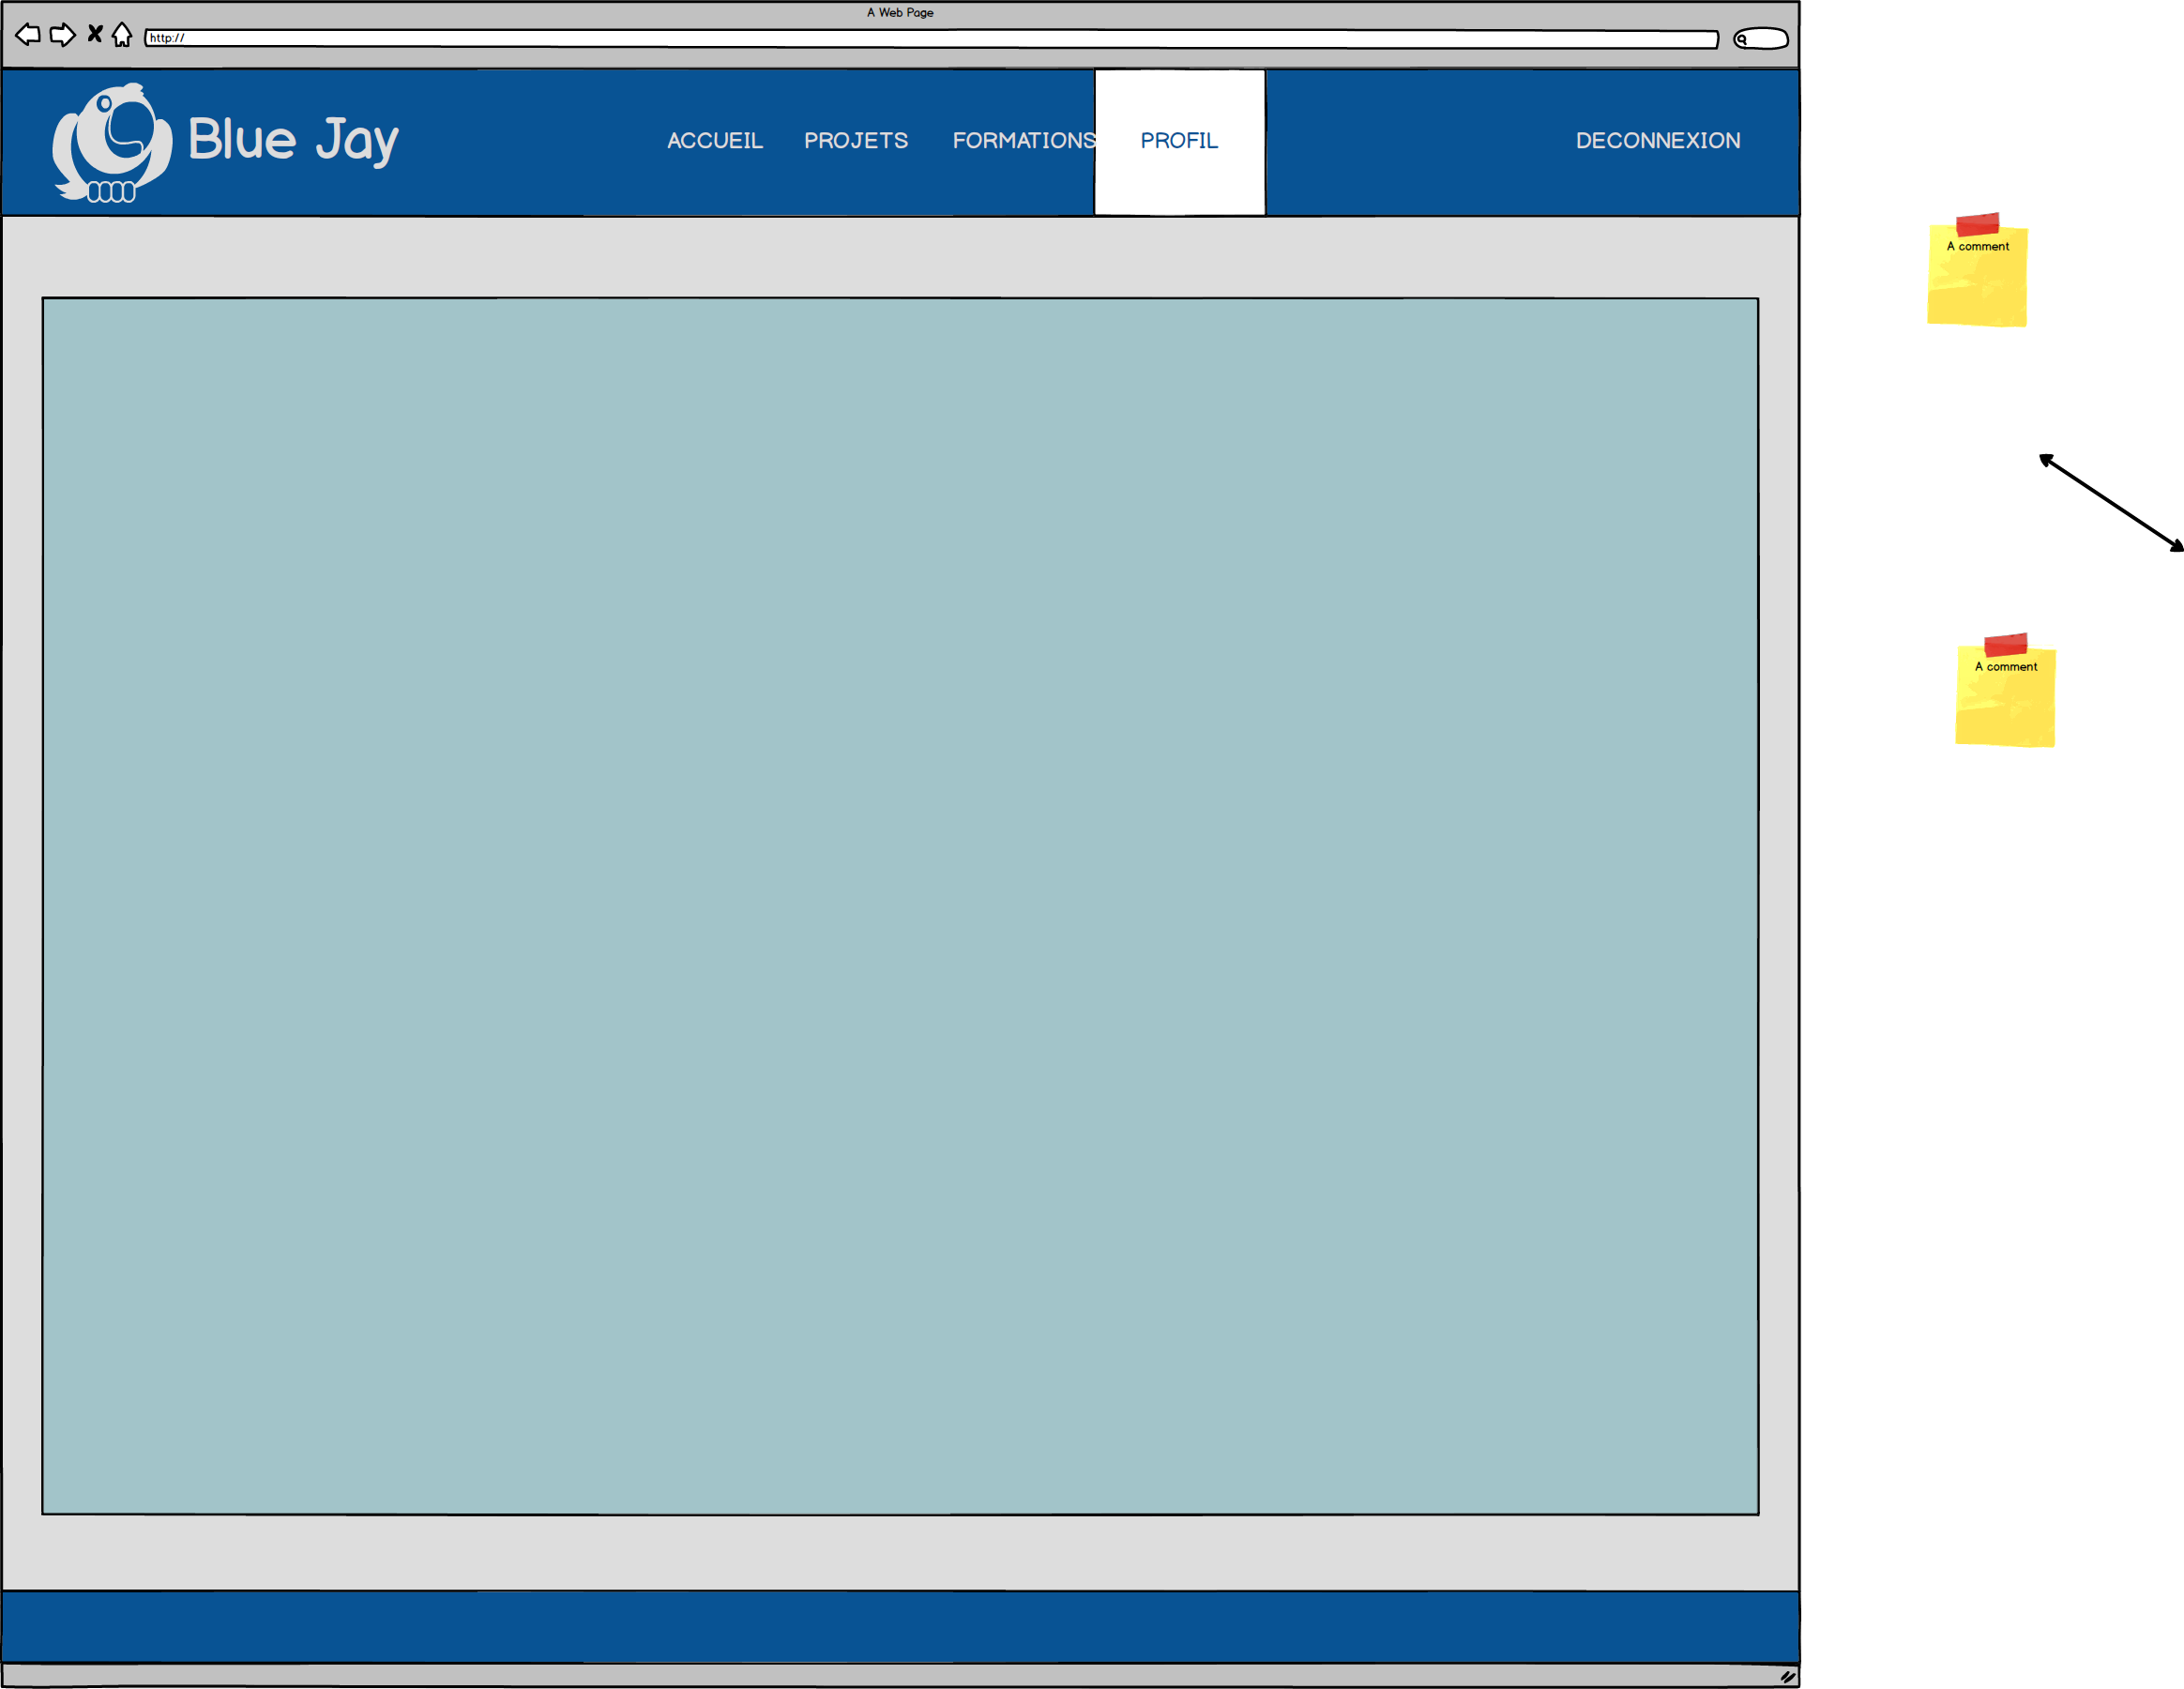 A Web Page
http://
Blue Jay
ACCUEIL PROJETS FORMATIONS PROFIL DECONNEXION
A comment
A comment